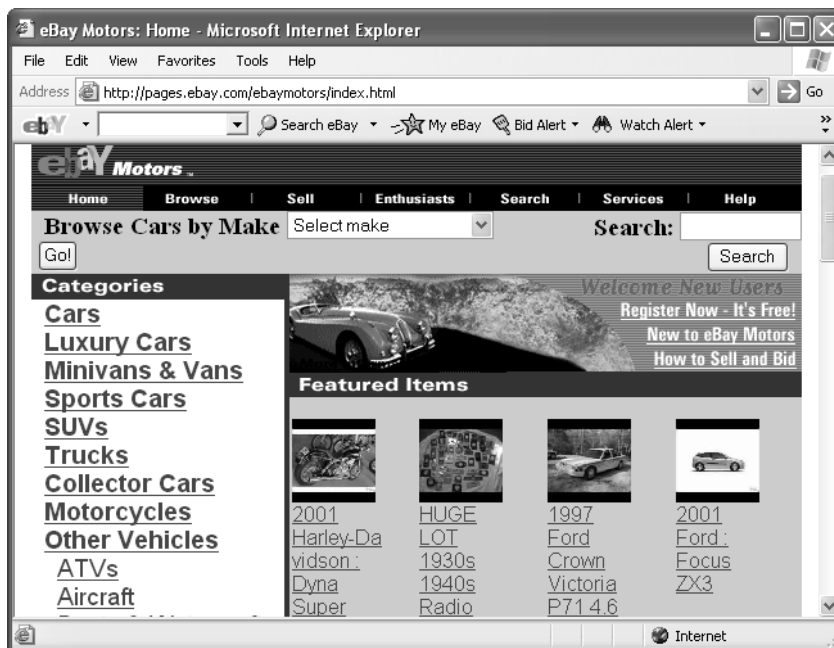 eBay Motors: Home - Microsoft Internet Explorer
File Edit View Favorites Tools Help
Address http://pages.ebay.com/ebaymotors/index.html Go
ebY Search eBay My eBay Bid Alert Watch Alert »
ebaY Motors ™
Home Browse | Sell | Enthusiasts | Search | Services | Help
Browse Cars by Make Select make Search:
Go! Search
Categories
Cars
Luxury Cars
Minivans & Vans
Sports Cars
SUVs
Trucks
Collector Cars
Motorcycles
Other Vehicles
ATVs
Aircraft
Welcome New Users
Register Now - It's Free!
New to eBay Motors
How to Sell and Bid
Featured Items
2001
Harley-Da
vidson :
Dyna
Super
HUGE
LOT
1930s
1940s
Radio
1997
Ford
Crown
Victoria
P71 4.6
2001
Ford :
Focus
ZX3
Internet